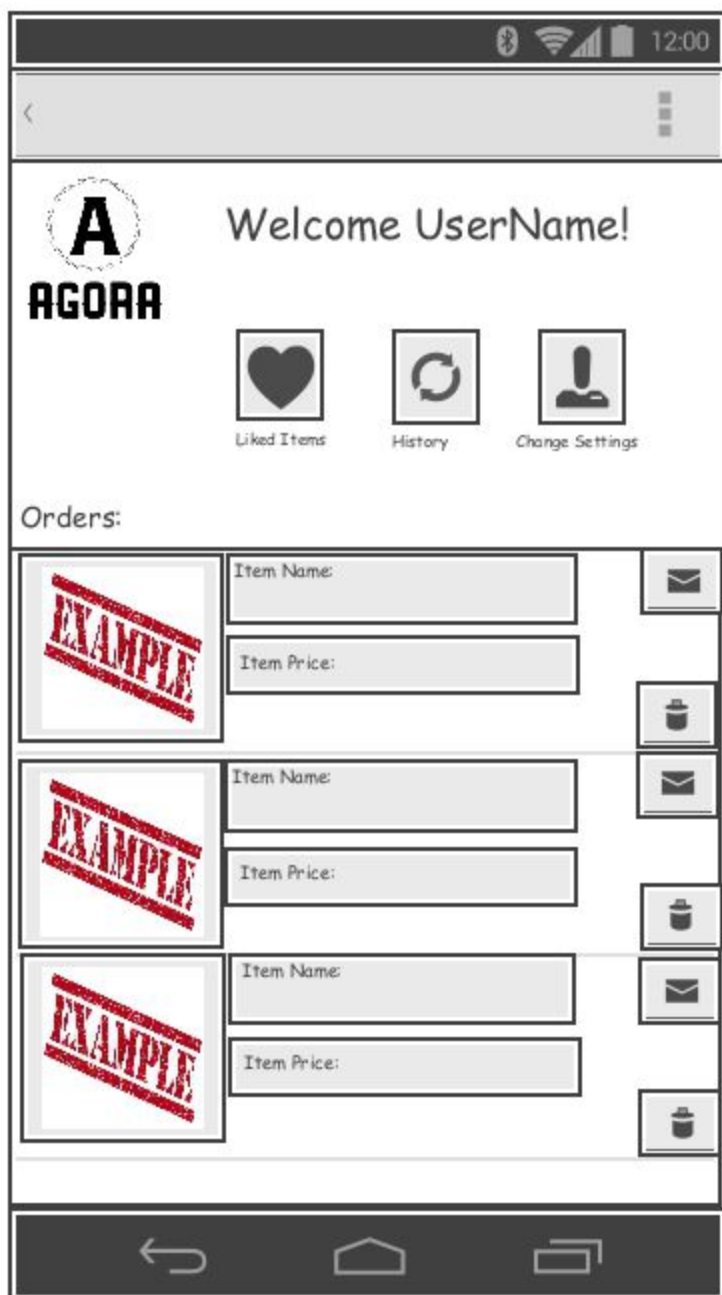 12:00
A
AGORA
Welcome UserName!
Liked Items
History
Change Settings
Orders:
EXAMPLE
Item Name:
Item Price:
EXAMPLE
Item Name:
Item Price:
EXAMPLE
Item Name:
Item Price: